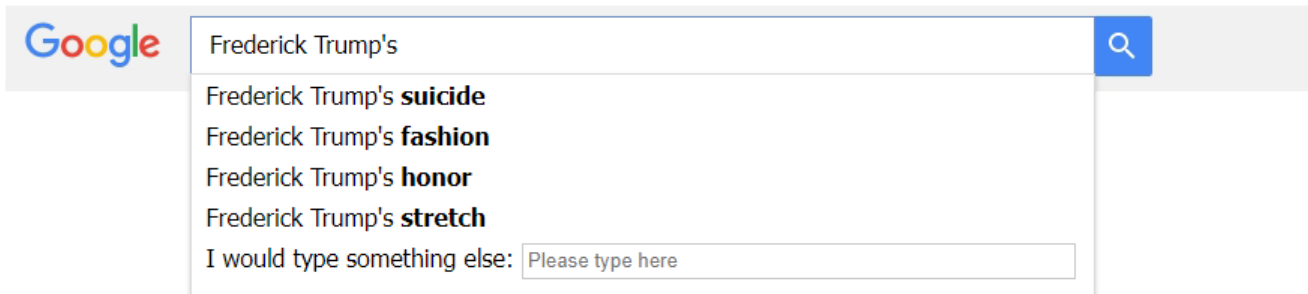 Google Frederick Trump's
Frederick Trump's suicide
Frederick Trump's fashion
Frederick Trump's honor
Frederick Trump's stretch
I would type something else: Please type here